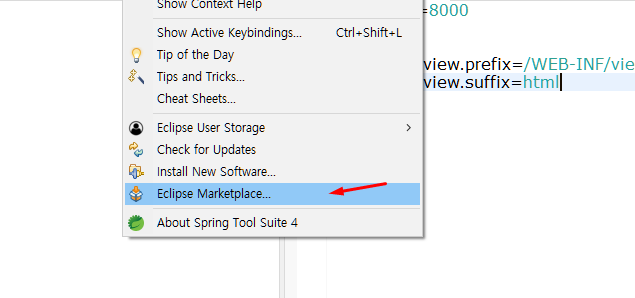 Show Context Help
Show Active Keybindings... Ctrl+Shift+L
Tip of the Day
Tips and Tricks...
Cheat Sheets...
Eclipse User Storage
Check for Updates
Install New Software...
Eclipse Marketplace...
About Spring Tool Suite 4
=8000
view.prefix=/WEB-INF/vie
view.suffix=html